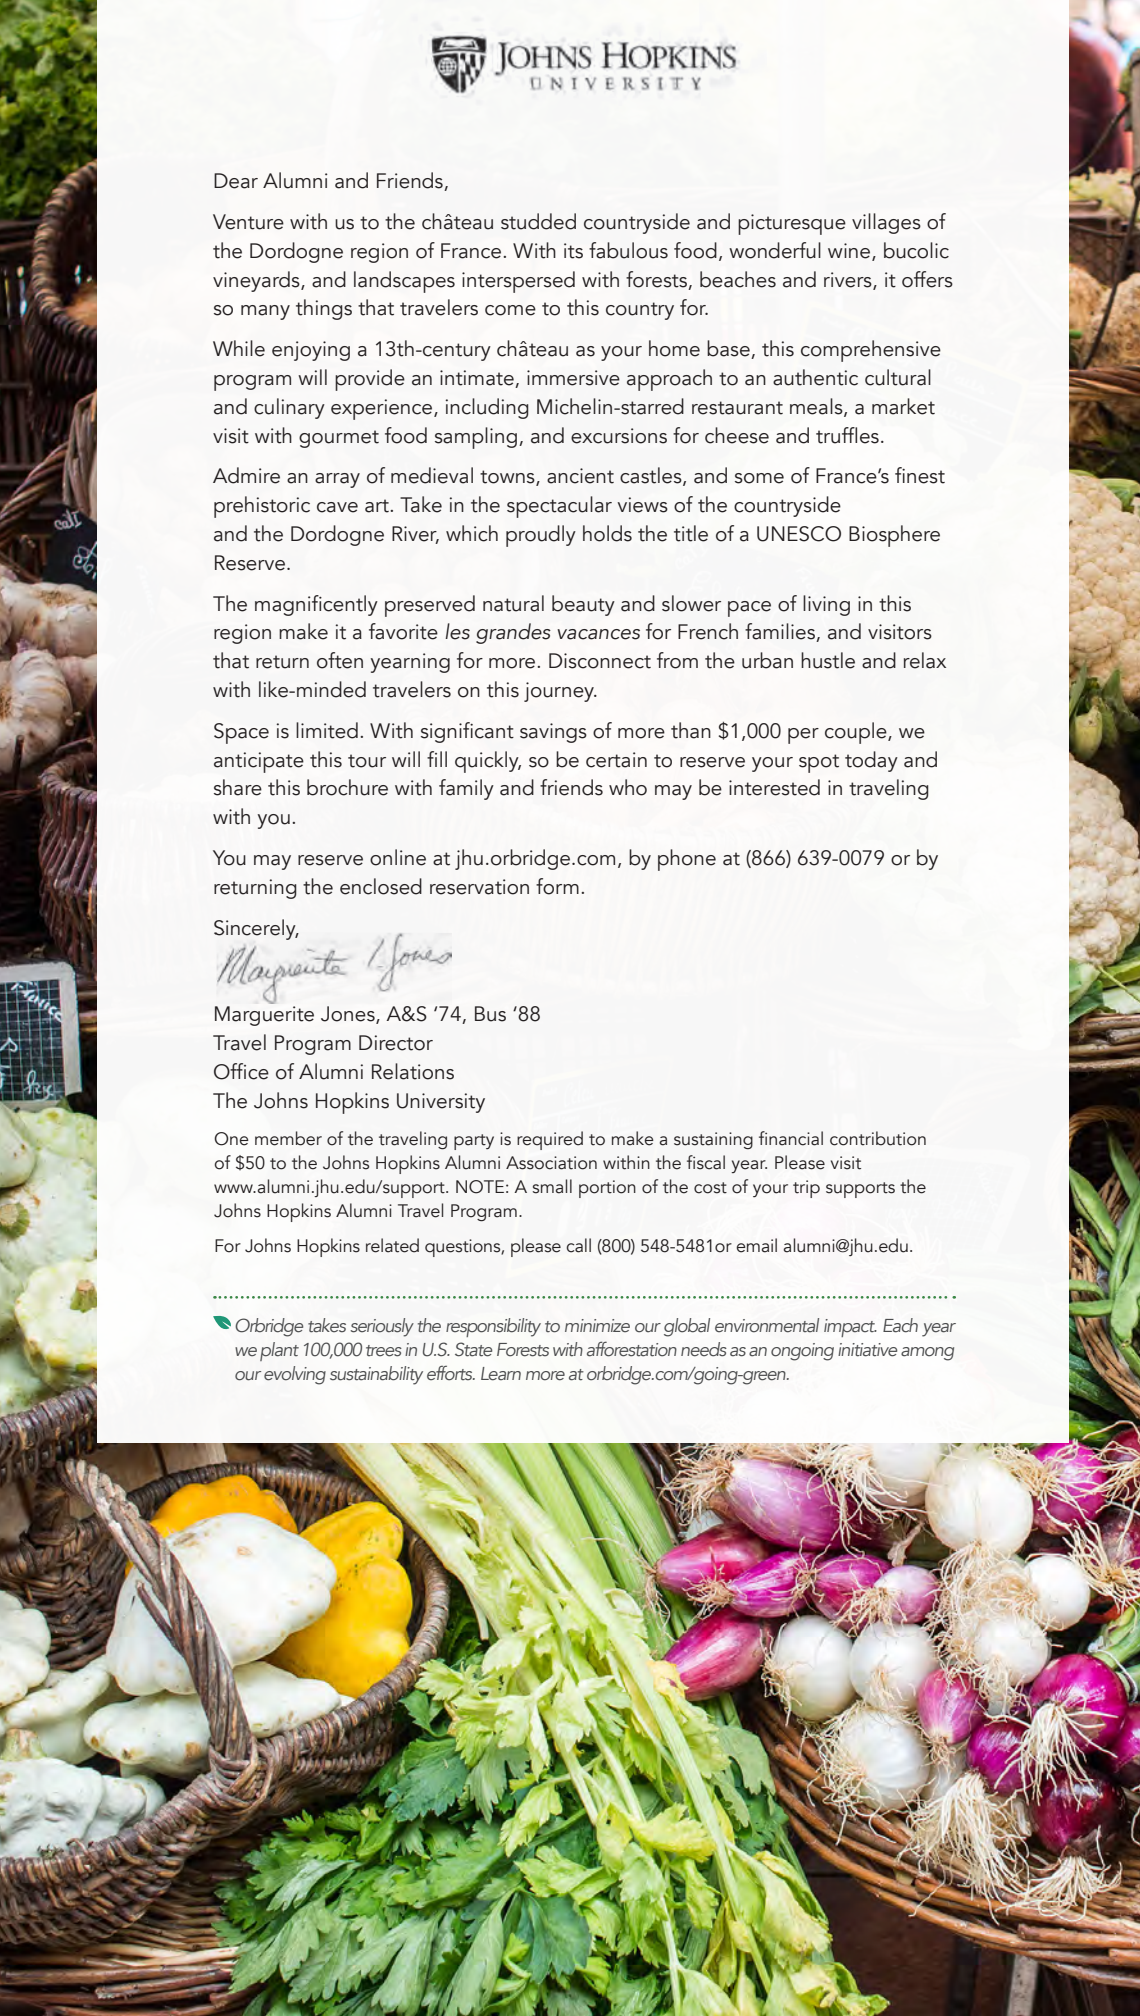 JOHNS HOPKINS
UNIVERSITY
Dear Alumni and Friends,
Venture with us to the château studded countryside and picturesque villages of
the Dordogne region of France. With its fabulous food, wonderful wine, bucolic
vineyards, and landscapes interspersed with forests, beaches and rivers, it offers
so many things that travelers come to this country for.
While enjoying a 13th-century château as your home base, this comprehensive
program will provide an intimate, immersive approach to an authentic cultural
and culinary experience, including Michelin-starred restaurant meals, a market
visit with gourmet food sampling, and excursions for cheese and truffles.
Admire an array of medieval towns, ancient castles, and some of France’s finest
prehistoric cave art. Take in the spectacular views of the countryside
and the Dordogne River, which proudly holds the title of a UNESCO Biosphere
Reserve.
The magnificently preserved natural beauty and slower pace of living in this
region make it a favorite les grandes vacances for French families, and visitors
that return often yearning for more. Disconnect from the urban hustle and relax
with like-minded travelers on this journey.
Space is limited. With significant savings of more than $1,000 per couple, we
anticipate this tour will fill quickly, so be certain to reserve your spot today and
share this brochure with family and friends who may be interested in traveling
with you.
You may reserve online at jhu.orbridge.com, by phone at (866) 639-0079 or by
returning the enclosed reservation form.
Sincerely,
Marguerite I Jones
Marguerite Jones, A&S ‘74, Bus ‘88
Travel Program Director
Office of Alumni Relations
The Johns Hopkins University
One member of the traveling party is required to make a sustaining financial contribution
of $50 to the Johns Hopkins Alumni Association within the fiscal year. Please visit
www.alumni.jhu.edu/support. NOTE: A small portion of the cost of your trip supports the
Johns Hopkins Alumni Travel Program.
For Johns Hopkins related questions, please call (800) 548-5481or email alumni@jhu.edu.
Orbridge takes seriously the responsibility to minimize our global environmental impact. Each year
we plant 100,000 trees in U.S. State Forests with afforestation needs as an ongoing initiative among
our evolving sustainability efforts. Learn more at orbridge.com/going-green.